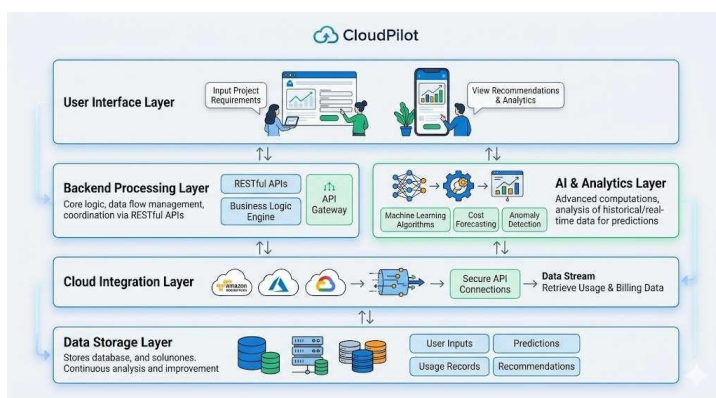 CloudPilot
User Interface Layer
Input Project
Requirements
View Recommendations
& Analytics
Backend Processing Layer
Core logic, data flow management,
coordination via RESTful APIs
RESTful APIs
Business Logic
Engine
API
Gateway
Machine Learning
Algorithms
Cost
Forecasting
Anomaly
Detection
AI & Analytics Layer
Advanced computations,
analysis of historical/real-
time data for predictions
Cloud Integration Layer
amazon
Secure API
Connections
Data Stream
Retrieve Usage & Billing Data
Data Storage Layer
Stores database, and solunones.
Continuous analysis and improvement
User Inputs
Predictions
Usage Records
Recommendations